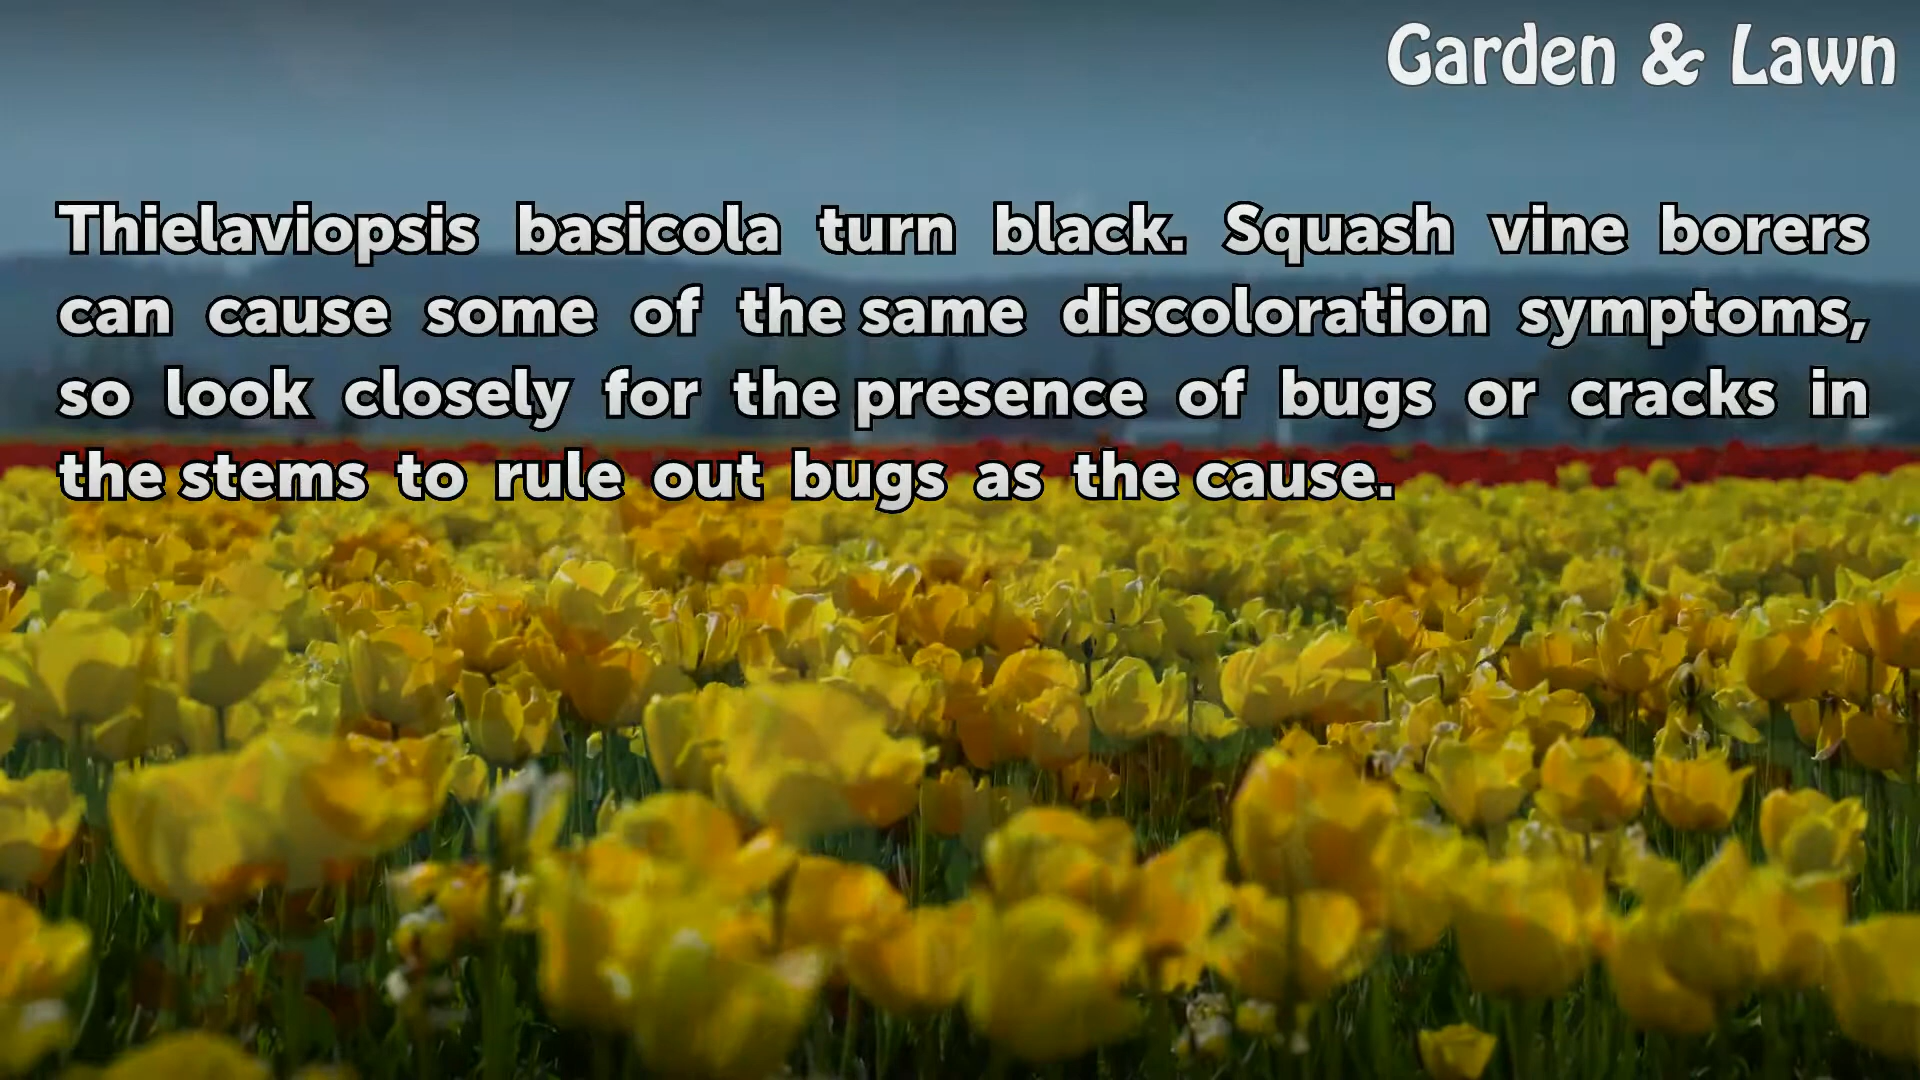 Garden & Lawn
Thielaviopsis basicola turn black. Squash vine borers
can cause some of the same discoloration symptoms,
so look closely for the presence of bugs or cracks in
the stems to rule out bugs as the cause.